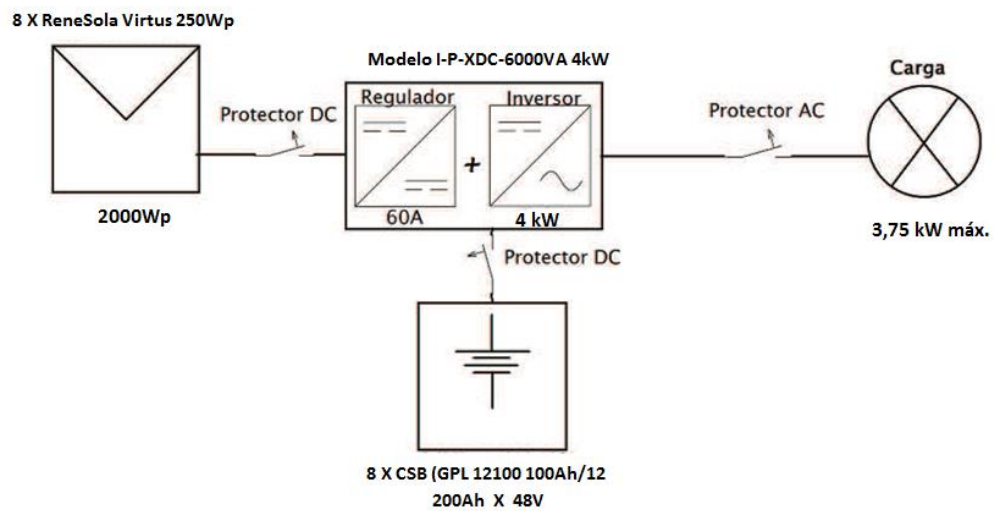 8 X ReneSola Virtus 250Wp
Modelo I-P-XDC-6000VA 4kW
Carga
Protector DC
Regulador
Inversor
Protector AC
+
2000Wp
60A
4 kW
3,75 kW máx.
Protector DC
8 X CSB (GPL 12100 100Ah/12
200Ah X 48V